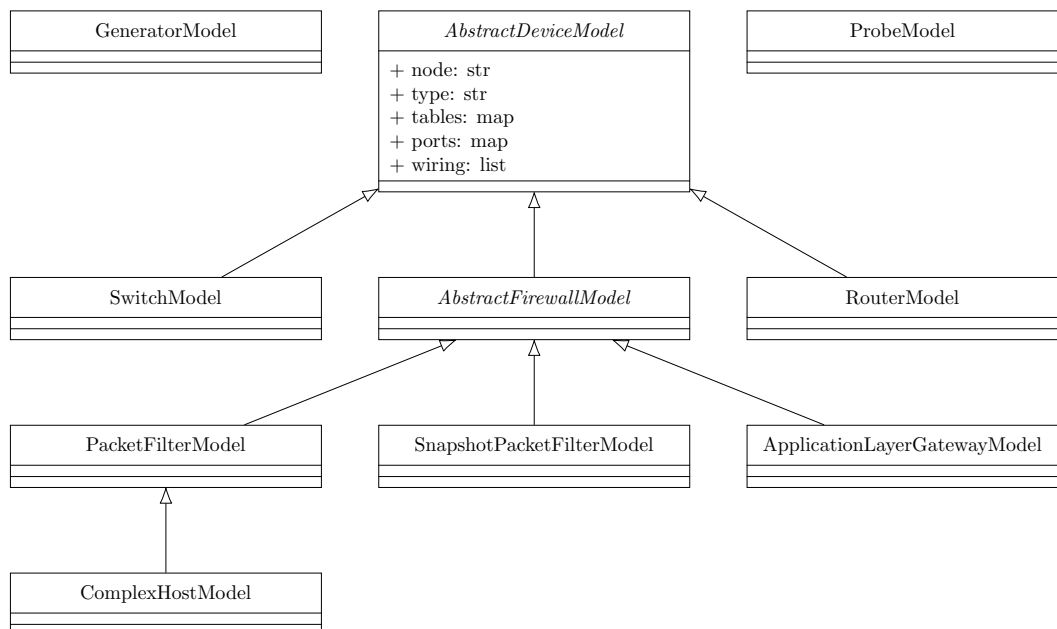 GeneratorModel
AbstractDeviceModel
ProbeModel
+ node: str
+ type: str
+ tables: map
+ ports: map
+ wiring: list
SwitchModel
AbstractFirewallModel
RouterModel
PacketFilterModel
SnapshotPacketFilterModel
ApplicationLayerGatewayModel
ComplexHostModel